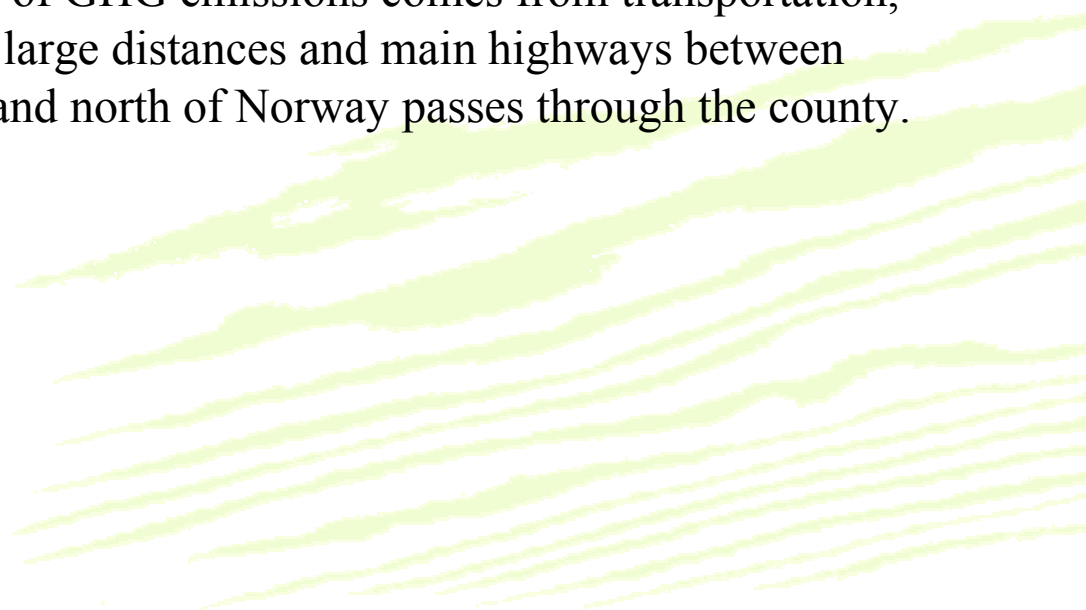 of GHG emissions comes from transportation,
large distances and main highways between
and north of Norway passes through the county.